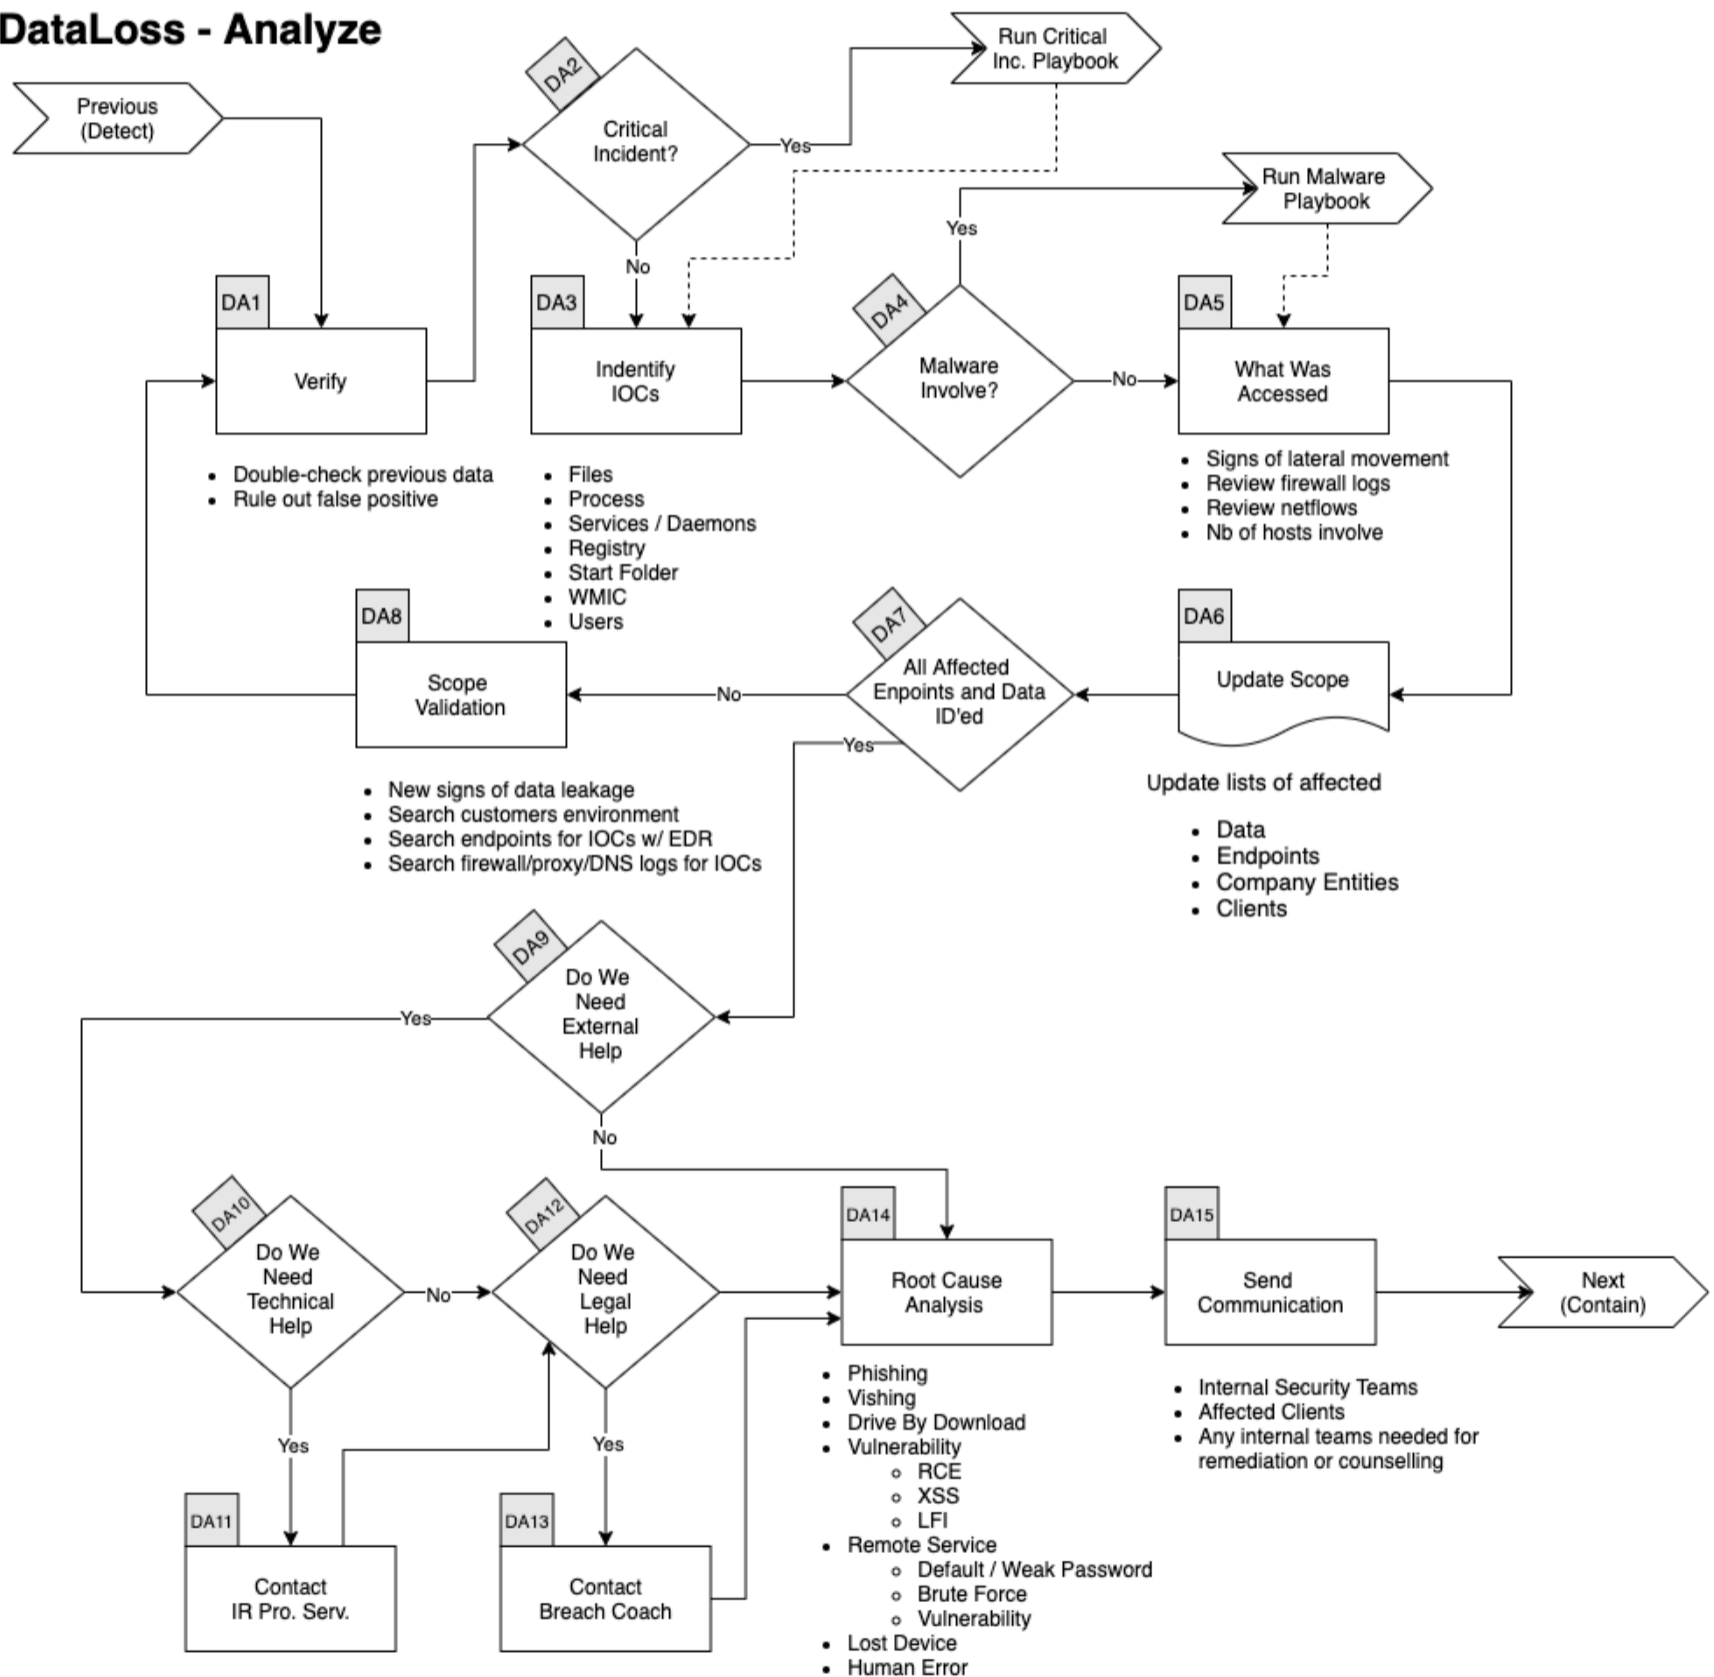 DataLoss - Analyze
Previous
(Detect)
DA2
Critical
Incident?
Yes
No
Run Critical
Inc. Playbook
Run Malware
Playbook
DA1
Verify
• Double-check previous data
• Rule out false positive
DA3
Indentify
IOCs
• Files
• Process
• Services / Daemons
• Registry
• Start Folder
• WMIC
• Users
DA4
Malware
Involve?
Yes
No
DA5
What Was
Accessed
• Signs of lateral movement
• Review firewall logs
• Review netflows
• Nb of hosts involve
DA6
Update Scope
Update lists of affected
• Data
• Endpoints
• Company Entities
• Clients
DA7
All Affected
Enpoints and Data
ID'ed
No
Yes
DA8
Scope
Validation
• New signs of data leakage
• Search customers environment
• Search endpoints for IOCs w/ EDR
• Search firewall/proxy/DNS logs for IOCs
DA9
Do We
Need
External
Help
Yes
No
DA10
Do We
Need
Technical
Help
No
Yes
DA11
Contact
IR Pro. Serv.
DA12
Do We
Need
Legal
Help
Yes
DA13
Contact
Breach Coach
DA14
Root Cause
Analysis
• Phishing
• Vishing
• Drive By Download
• Vulnerability
○ RCE
○ XSS
○ LFI
• Remote Service
○ Default / Weak Password
○ Brute Force
○ Vulnerability
• Lost Device
• Human Error
DA15
Send
Communication
• Internal Security Teams
• Affected Clients
• Any internal teams needed for
remediation or counselling
Next
(Contain)